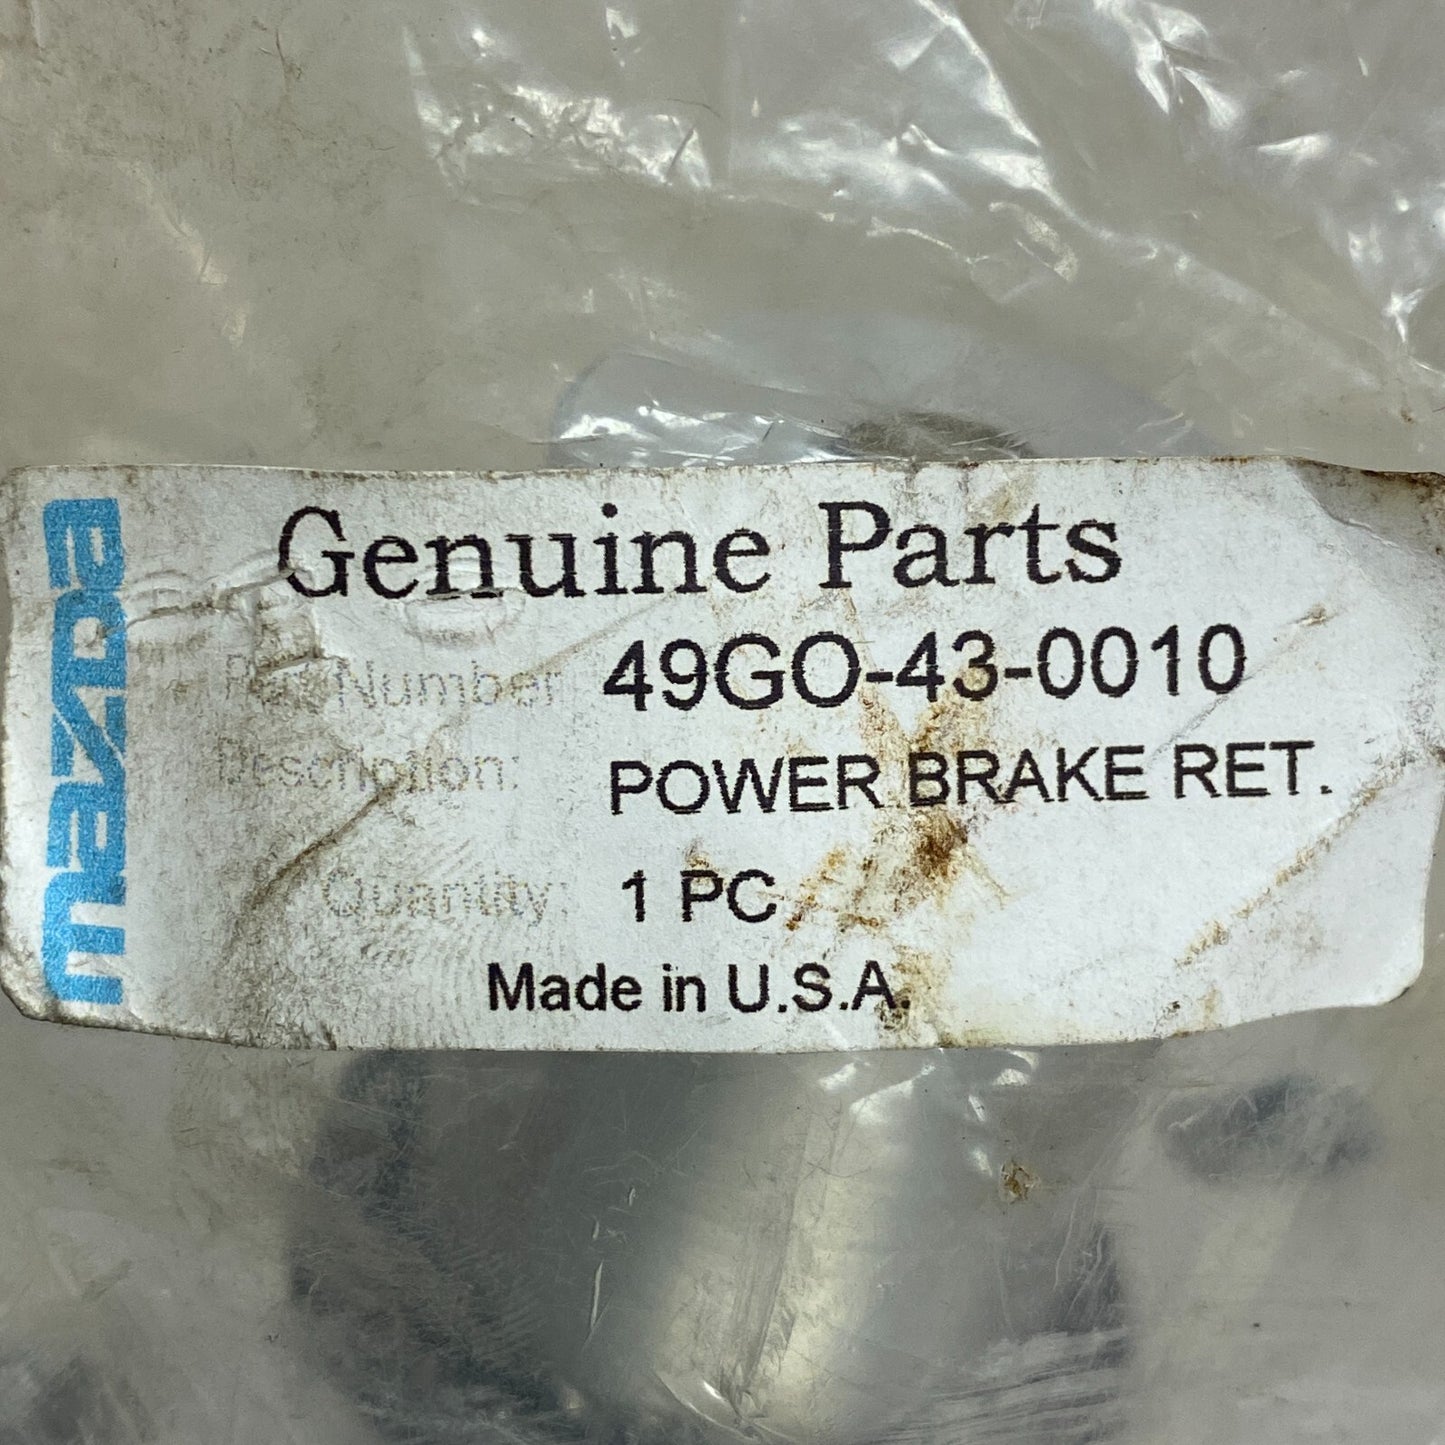 mazda
Genuine Parts
Part Number 49GO-43-0010
Description: POWER BRAKE RET.
Quantity: 1 PC
Made in U.S.A.